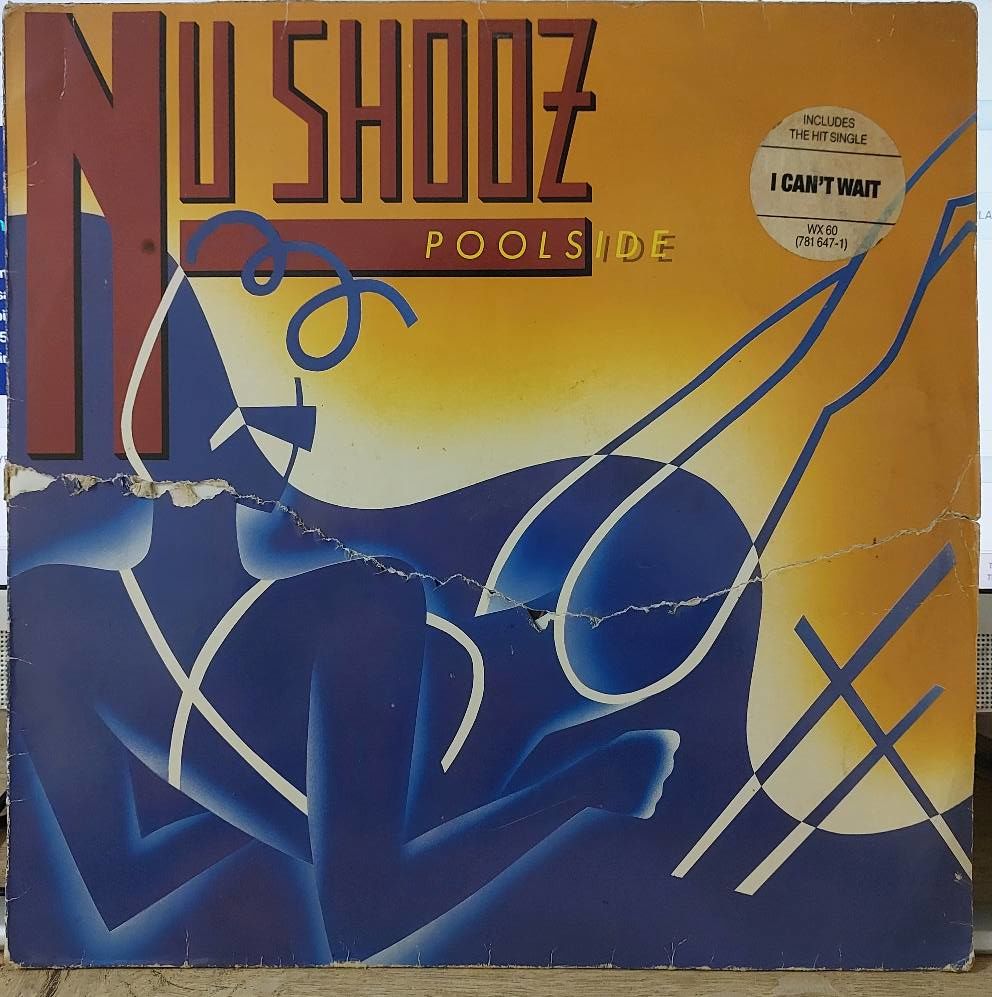 NU SHOOZ
POOLSIDE
INCLUDES
THE HIT SINGLE
I CAN'T WAIT
WX 60
(781 647-1)